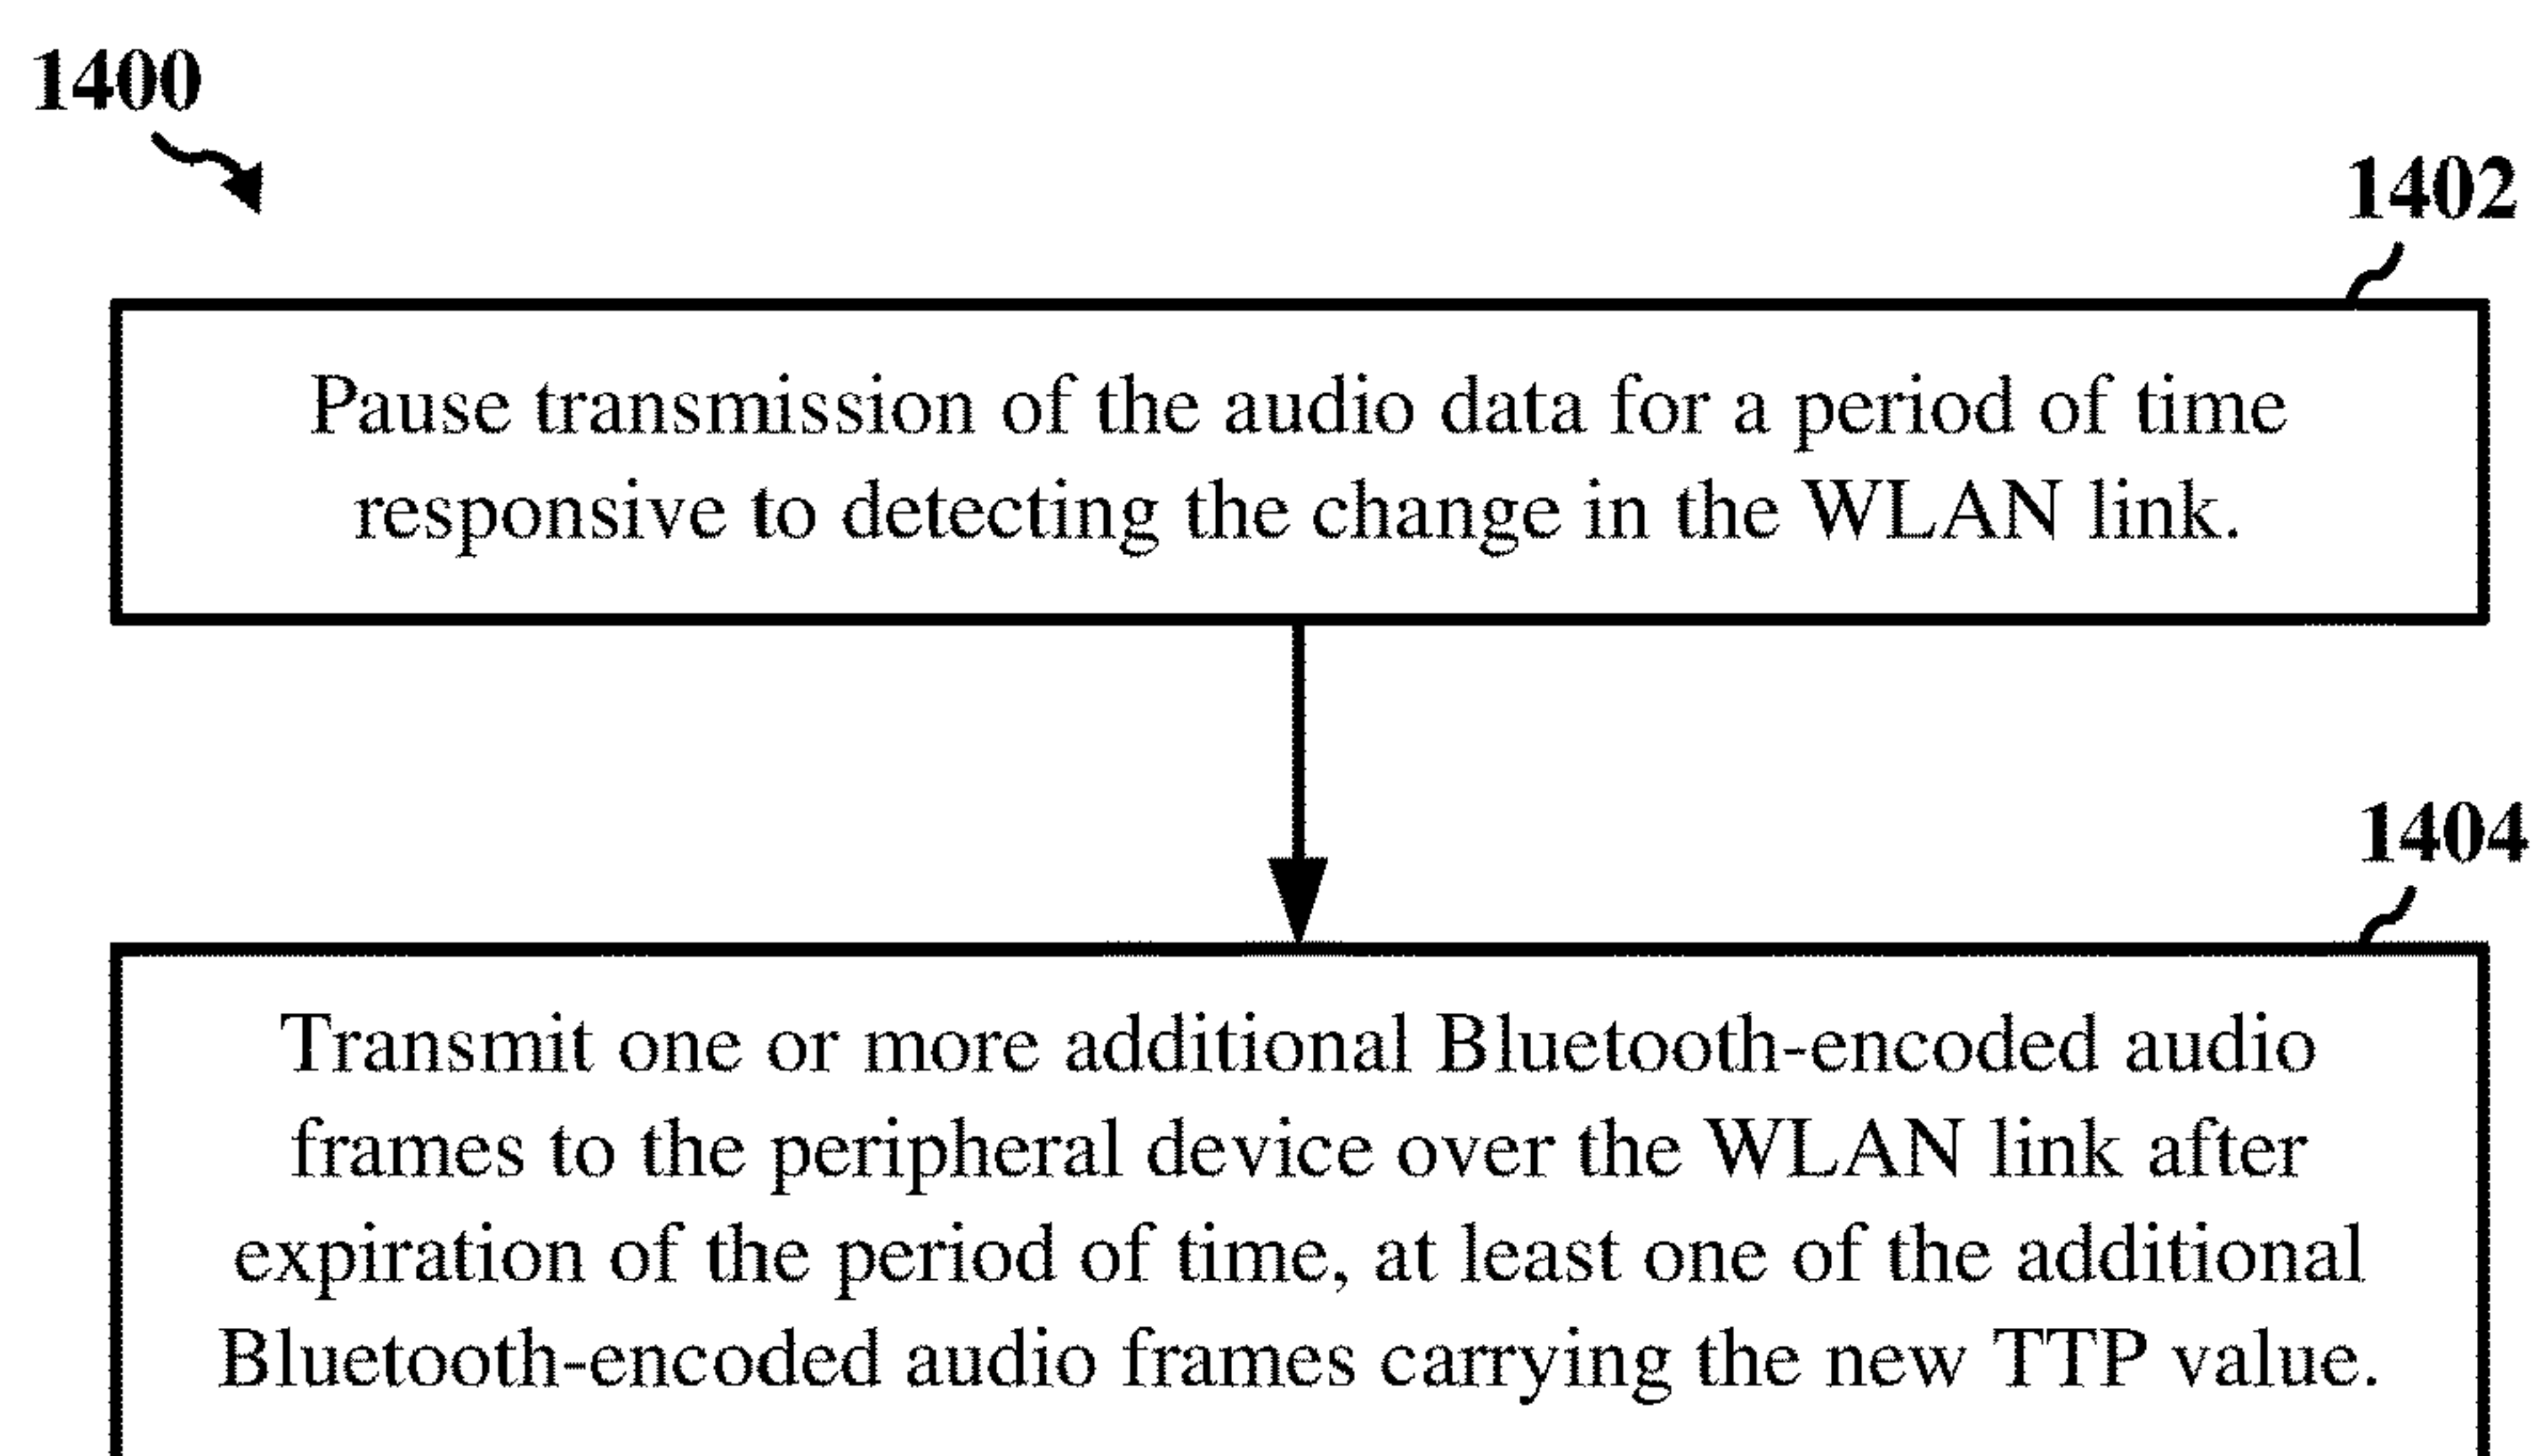 1400
1402
Pause transmission of the audio data for a period of time
responsive to detecting the change in the WLAN link.
1404
Transmit one or more additional Bluetooth-encoded audio
frames to the peripheral device over the WLAN link after
expiration of the period of time, at least one of the additional
Bluetooth-encoded audio frames carrying the new TTP value.